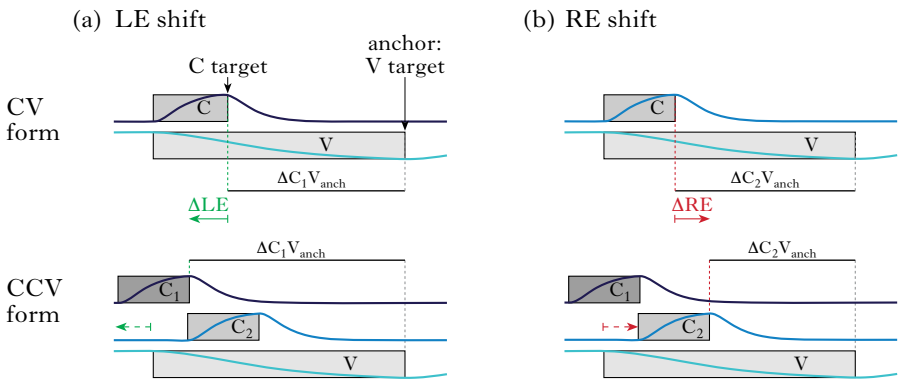 (a) LE shift
(b) RE shift
anchor:
C target
V target
CV
form
C
V
ΔC₁Vanch
ΔLE
C
V
ΔC₂Vanch
ΔRE
CCV
form
ΔC₁Vanch
C₁
C₂
V
ΔC₂Vanch
C₁
C₂
V